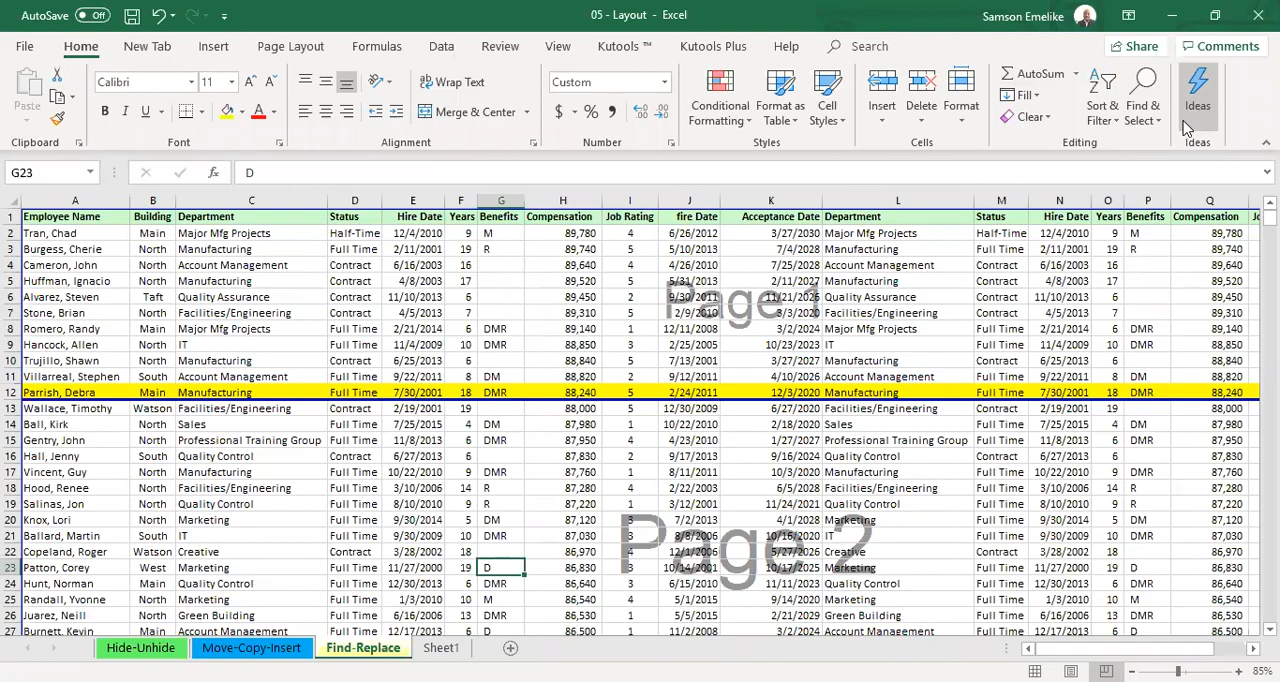 AutoSave Off 05 - Layout - Excel Samson Emelike
File Home New Tab Insert Page Layout Formulas Data Review View Kutools ™ Kutools Plus Help Search Share Comments
Paste Calibri 11 Wrap Text Custom Conditional Formatting Format as Table Cell Styles Insert Delete Format AutoSum Fill Clear Sort & Filter Find & Select Ideas
B I U Merge & Center $ %
Clipboard Font Alignment Number Styles Cells Editing Ideas
G23 fx D
A B C D E F G H I J K L M N O P Q
1 Employee Name Building Department Status Hire Date Years Benefits Compensation Job Rating fire Date Acceptance Date Department Status Hire Date Years Benefits Compensation
2 Tran, Chad Main Major Mfg Projects Half-Time 12/4/2010 9 M 89,780 4 6/26/2012 3/27/2030 Major Mfg Projects Half-Time 12/4/2010 9 M 89,780
3 Burgess, Cherie North Manufacturing Full Time 2/21/2001 19 R 89,740 5 5/10/2013 7/4/2028 Manufacturing Full Time 2/21/2001 19 R 89,740
4 Cameron, John North Account Management Contract 6/16/2003 16 89,640 4 4/26/2010 7/25/2028 Account Management Contract 6/16/2003 16 89,640
5 Huffman, Ignacio North Manufacturing Contract 4/8/2003 17 89,520 5 5/31/2013 2/11/2027 Manufacturing Contract 4/8/2003 17 89,520
6 Alvarez, Steven Taft Quality Assurance Contract 11/10/2013 6 89,450 2 9/30/2011 11/21/2026 Quality Assurance Contract 11/10/2013 6 89,450
Page 1
7 Stone, Brian North Facilities/Engineering Contract 6/4/2013 7 89,310 5 2/9/2010 8/3/2020 Facilities/Engineering Contract 6/4/2013 7 89,310
8 Romero, Randy North Major Mfg Projects Full Time 2/21/2014 6 DMR 89,140 1 12/11/2008 3/2/2024 Major Mfg Projects Full Time 2/21/2014 6 DMR 89,140
9 Hancock, Allen North IT Full Time 11/4/2009 10 DMR 88,850 3 2/25/2005 10/23/2023 IT Full Time 11/4/2009 10 DMR 88,850
10 Trujillo, Shawn North Manufacturing Contract 6/25/2013 6 88,840 5 7/13/2001 3/27/2027 Manufacturing Contract 6/25/2013 6 88,840
11 Villarreal, Stephen South Account Management Full Time 9/22/2011 8 DM 88,820 2 9/12/2011 4/10/2026 Account Management Full Time 9/22/2011 8 DM 88,820
12 Parrish, Debra Main Manufacturing Full Time 7/30/2001 18 DMR 88,240 5 2/24/2011 12/3/2020 Manufacturing Full Time 7/30/2001 18 DMR 88,240
13 Wallace, Timothy Watson Facilities/Engineering Contract 2/19/2001 19 88,000 5 12/30/2009 6/27/2020 Facilities/Engineering Contract 2/19/2001 19 88,000
14 Ball, Kirk North Sales Full Time 7/25/2015 4 DM 87,980 1 10/22/2010 2/18/2020 Sales Full Time 7/25/2015 4 DM 87,980
15 Gentry, John North Professional Training Group Full Time 11/8/2013 6 DMR 87,950 4 4/23/2010 1/27/2027 Professional Training Group Full Time 11/8/2013 6 DMR 87,950
16 Hall, Jenny South Quality Control Contract 6/27/2013 6 87,830 2 9/17/2013 9/16/2024 Quality Control Contract 6/27/2013 6 87,830
17 Vincent, Guy North Manufacturing Full Time 10/22/2010 9 DMR 87,760 1 8/11/2011 10/3/2020 Manufacturing Full Time 10/22/2010 9 DMR 87,760
18 Hood, Renee North Facilities/Engineering Full Time 3/10/2006 14 R 87,280 4 2/22/2003 6/5/2028 Facilities/Engineering Full Time 3/10/2006 14 R 87,280
19 Salinas, Jon North Quality Control Full Time 8/10/2010 9 R 87,220 1 3/10/2006 11/24/2021 Quality Control Full Time 8/10/2010 9 R 87,220
20 Knox, Lori North Marketing Full Time 9/30/2014 5 DM 87,120 3 7/2/2013 4/1/2028 Marketing Full Time 9/30/2014 5 DM 87,120
21 Ballard, Martin South IT Full Time 10/30/2009 10 DMR 87,030 3 8/8/2006 10/16/2020 IT Full Time 10/30/2009 10 DMR 87,030
Page 2
22 Copeland, Roger Watson Creative Contract 3/28/2002 18 86,970 4 12/1/2006 5/27/2026 Creative Contract 3/28/2002 18 86,970
23 Patton, Corey West Marketing Full Time 11/27/2000 19 D 86,830 3 10/14/2001 10/17/2025 Marketing Full Time 11/27/2000 19 D 86,830
24 Hunt, Norman Main Quality Control Full Time 12/30/2013 6 DMR 86,640 3 6/15/2010 11/11/2023 Quality Control Full Time 12/30/2013 6 DMR 86,640
25 Randall, Yvonne North Manufacturing Full Time 1/3/2010 10 M 86,540 4 5/1/2015 9/14/2020 Manufacturing Full Time 1/3/2010 10 M 86,540
26 Juarez, Neill North Green Building Full Time 6/16/2006 13 DMR 86,530 5 5/6/2015 2/21/2029 Green Building Full Time 6/16/2006 13 DMR 86,530
27 Burnett, Kevin Main Account Management Full Time 12/17/2013 6 D 86,500 1 11/2/2008 3/2/2024 Account Management Full Time 12/17/2013 6 D 86,500
Hide-Unhide Move-Copy-Insert Find-Replace Sheet1
85%